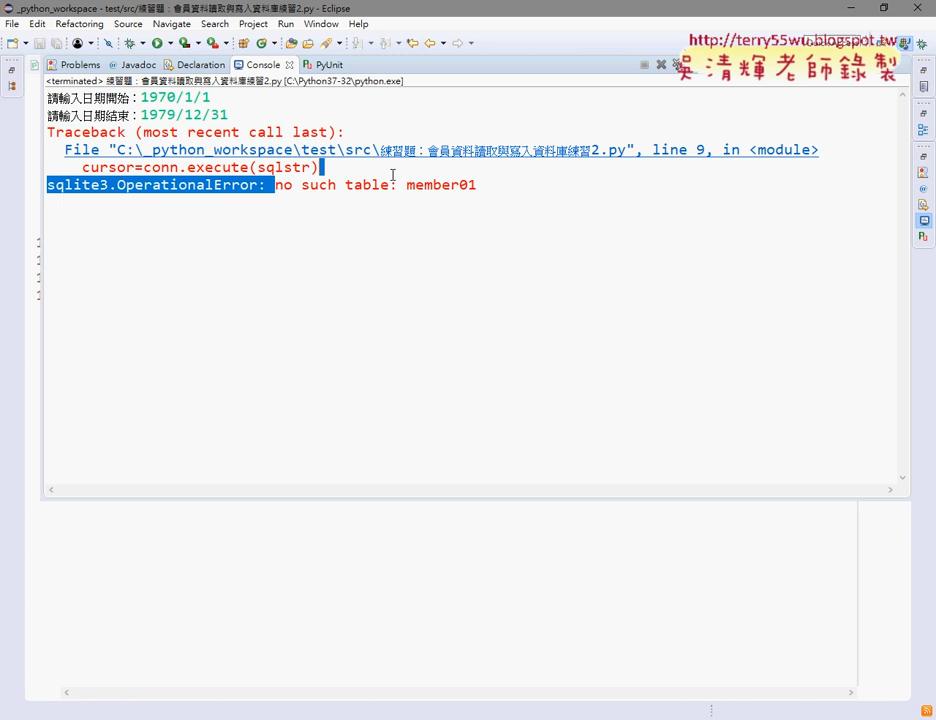 _python_workspace - test/src/練習題：會員資料讀取與寫入資料庫練習2.py - Eclipse
File Edit Refactoring Source Navigate Search Project Run Window Help
http://terry55wu.blogspot.tw
吳清輝老師錄製
Problems Javadoc Declaration Console PyUnit
<terminated> 練習題：會員資料讀取與寫入資料庫練習2.py [C:\Python37-32\python.exe]
請輸入日期開始：1970/1/1
請輸入日期結束：1979/12/31
Traceback (most recent call last):
File "C:\_python_workspace\test\src\練習題：會員資料讀取與寫入資料庫練習2.py", line 9, in <module>
cursor=conn.execute(sqlstr)
sqlite3.OperationalError: no such table: member01